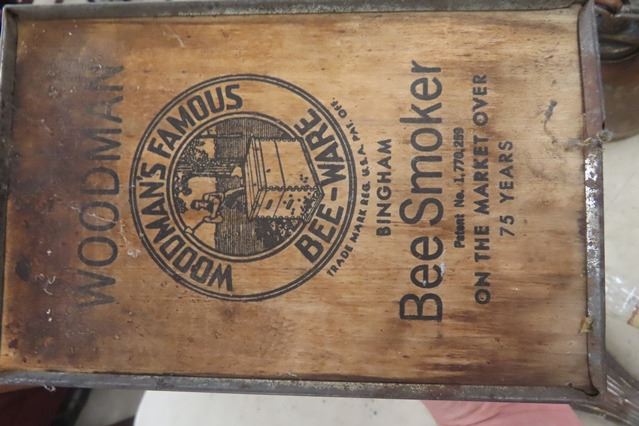 WOODMAN
WOODMAN'S FAMOUS
BEE-WARE
TRADE MARK REG. U.S.A. PAT. OFF.
BINGHAM
Bee Smoker
Patent No. 1,770,259
ON THE MARKET OVER
75 YEARS